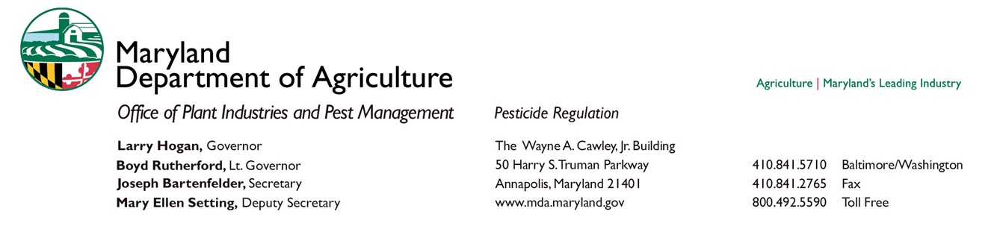 Maryland
Department of Agriculture
Agriculture | Maryland's Leading Industry
Office of Plant Industries and Pest Management
Pesticide Regulation
Larry Hogan, Governor
Boyd Rutherford, Lt. Governor
Joseph Bartenfelder, Secretary
Mary Ellen Setting, Deputy Secretary
The Wayne A. Cawley, Jr. Building
50 Harry S. Truman Parkway
Annapolis, Maryland 21401
www.mda.maryland.gov
410.841.5710 Baltimore/Washington
410.841.2765 Fax
800.492.5590 Toll Free